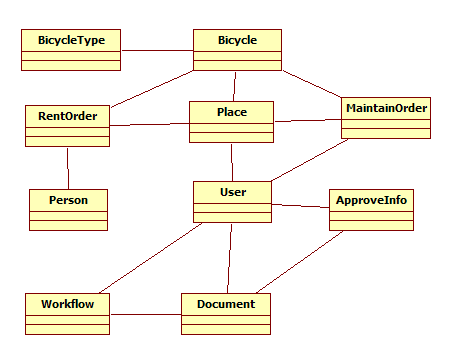 BicycleType
Bicycle
RentOrder
Place
MaintainOrder
Person
User
ApproveInfo
Workflow
Document